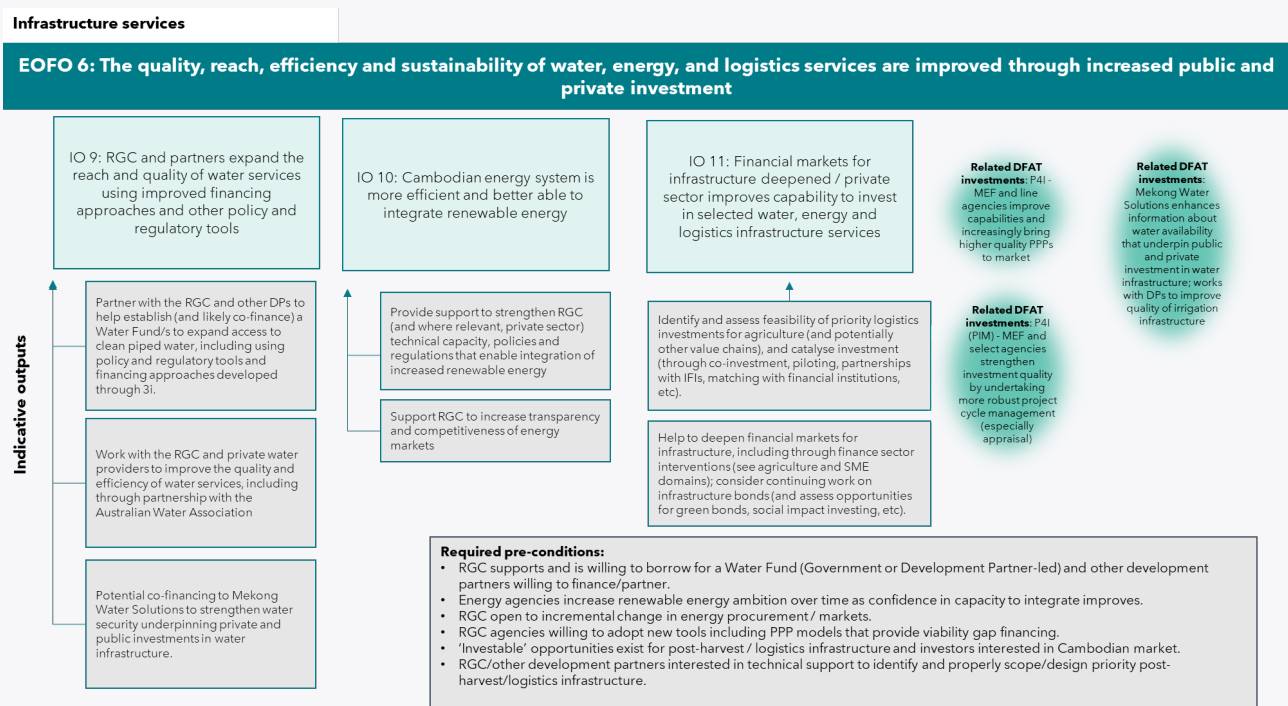 Infrastructure services
EOFO 6: The quality, reach, efficiency and sustainability of water, energy, and logistics services are improved through increased public and
private investment
IO 9: RGC and partners expand the
reach and quality of water services
using improved financing
approaches and other policy and
regulatory tools
IO 10: Cambodian energy system is
more efficient and better able to
integrate renewable energy
IO 11: Financial markets for
infrastructure deepened / private
sector improves capability to invest
in selected water, energy and
logistics infrastructure services
Related DFAT
investments: P4I -
MEF and line
agencies improve
capabilities and
increasingly bring
higher quality PPPs
to market
Related DFAT
investments:
Mekong Water
Solutions enhances
information about
water availability
that underpin public
and private
investment in water
infrastructure; works
with DPs to improve
quality of irrigation
infrastructure
Indicative outputs
Partner with the RGC and other DPs to
help establish (and likely co-finance) a
Water Fund/s to expand access to
clean piped water, including using
policy and regulatory tools and
financing approaches developed
through 3i.
Work with the RGC and private water
providers to improve the quality and
efficiency of water services, including
through partnership with the
Australian Water Association
Potential co-financing to Mekong
Water Solutions to strengthen water
security underpinning private and
public investments in water
infrastructure.
Provide support to strengthen RGC
(and where relevant, private sector)
technical capacity, policies and
regulations that enable integration of
increased renewable energy
Support RGC to increase transparency
and competitiveness of energy
markets
Identify and assess feasibility of priority logistics
investments for agriculture (and potentially
other value chains), and catalyse investment
(through co-investment, piloting, partnerships
with IFIs, matching with financial institutions,
etc).
Help to deepen financial markets for
infrastructure, including through finance sector
interventions (see agriculture and SME
domains); consider continuing work on
infrastructure bonds (and assess opportunities
for green bonds, social impact investing, etc).
Related DFAT
investments: P4I
(PIM) - MEF and
select agencies
strengthen
investment quality
by undertaking
more robust project
cycle management
(especially
appraisal)
Required pre-conditions:
• RGC supports and is willing to borrow for a Water Fund (Government or Development Partner-led) and other development
partners willing to finance/partner.
• Energy agencies increase renewable energy ambition over time as confidence in capacity to integrate improves.
• RGC open to incremental change in energy procurement / markets.
• RGC agencies willing to adopt new tools including PPP models that provide viability gap financing.
• 'Investable' opportunities exist for post-harvest / logistics infrastructure and investors interested in Cambodian market.
• RGC/other development partners interested in technical support to identify and properly scope/design priority post-
harvest/logistics infrastructure.